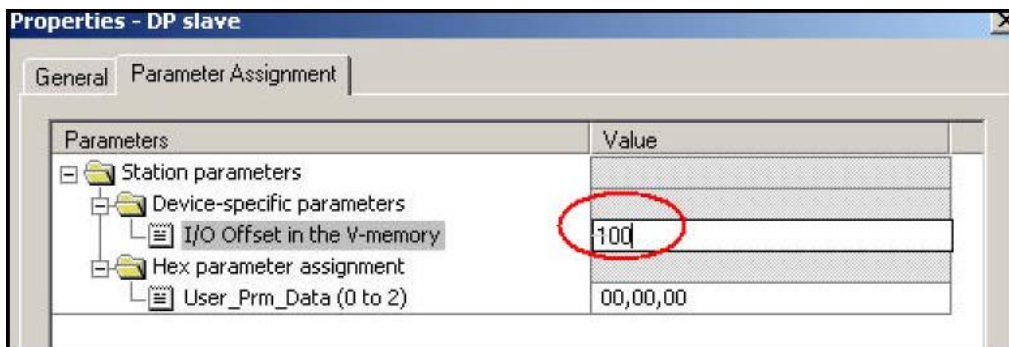 Properties - DP slave
General Parameter Assignment
Parameters Value
Station parameters
Device-specific parameters
I/O Offset in the V-memory 100
Hex parameter assignment
User_Prm_Data (0 to 2) 00,00,00